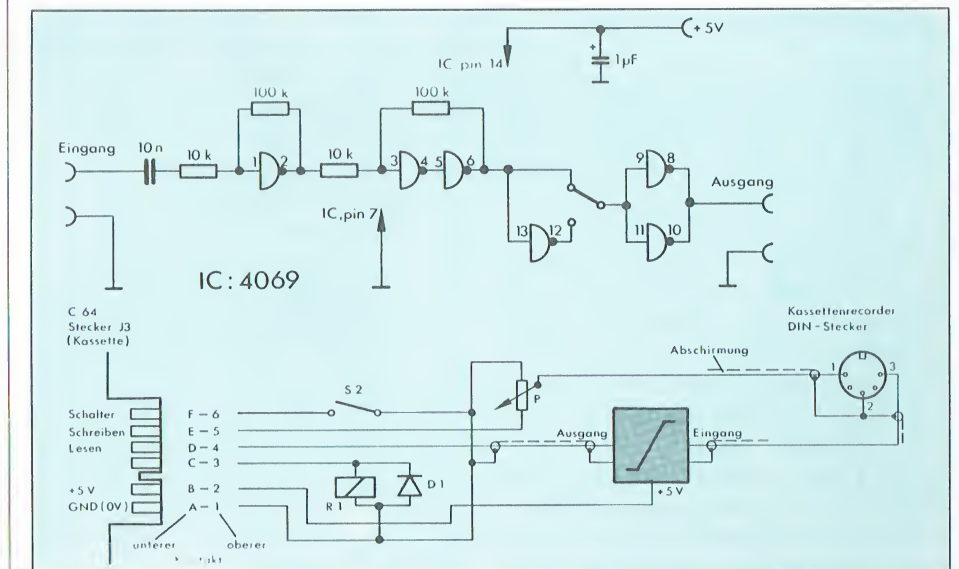 + 5V
IC pin 14
1µF
100 k
100 k
Eingang
10n
10 k
1
2
10 k
3
4
5
6
9
8
Ausgang
IC, pin 7
13
12
11
10
IC: 4069
C 64
Stecker J3
(Kassette)
Kassettenrecorder
DIN-Stecker
Abschirmung
1
3
S 2
P
2
Schalter
F - 6
Schreiben
E - 5
Ausgang
Eingang
Lesen
D - 4
C - 3
D 1
+5 V
B - 2
R 1
+5 V
GND (0V)
A - 1
unterer
oberer